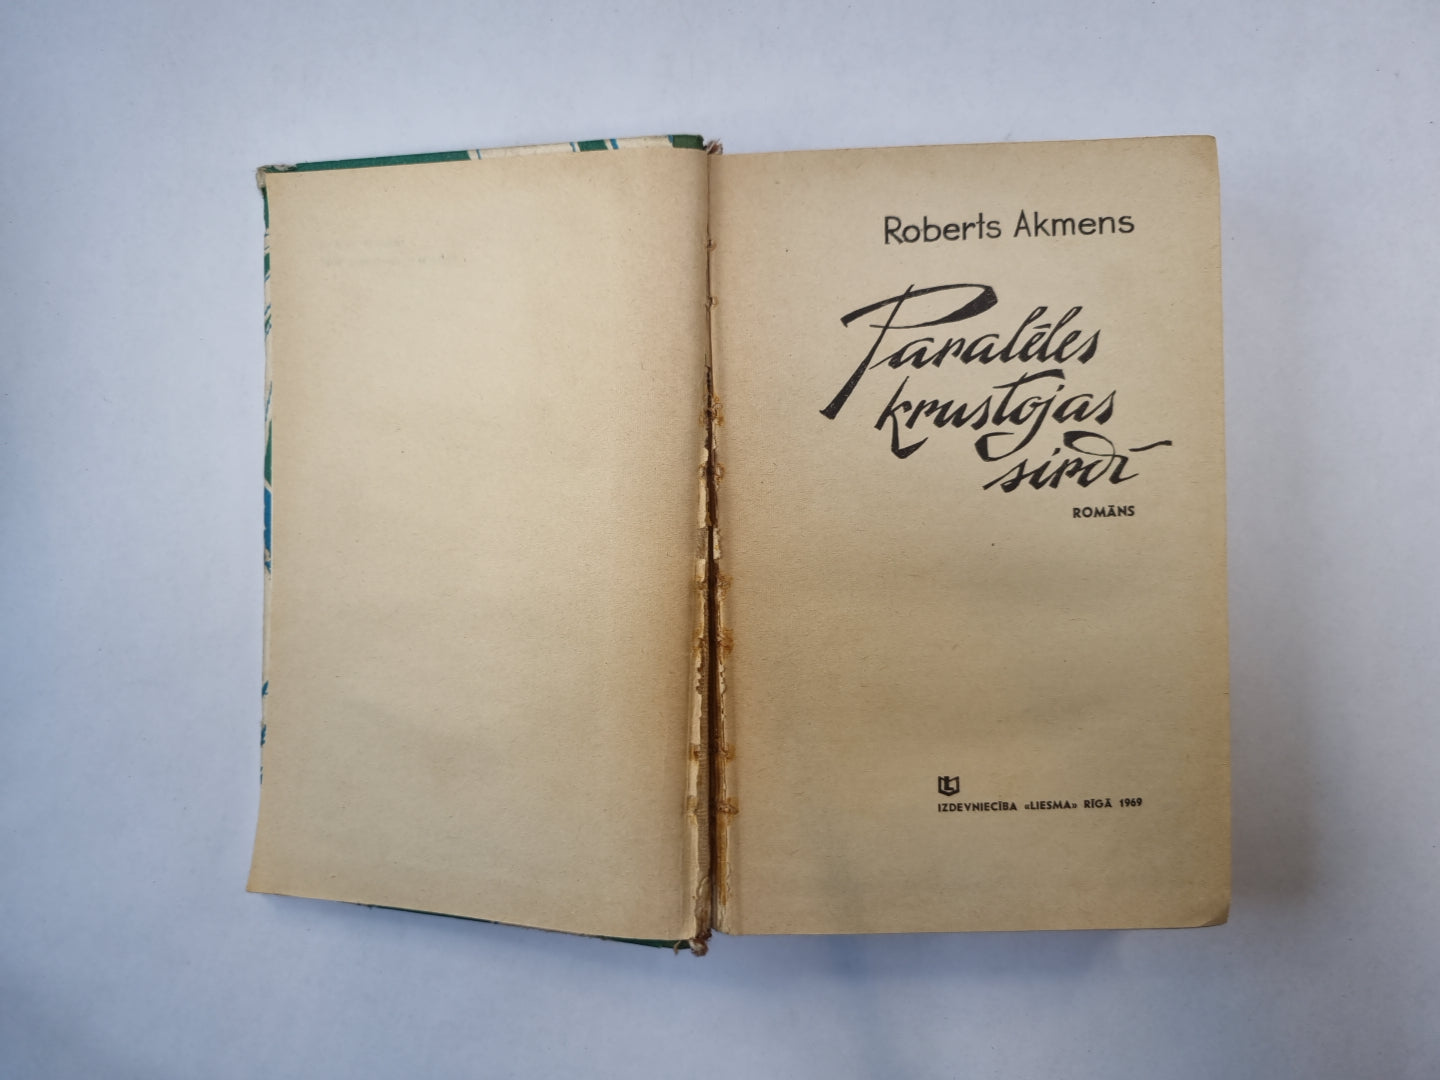 Roberts Akmens
Paralēles
krustojas
sirdī
ROMĀNS
IZDEVNIECĪBA «LIESMA» RĪGĀ 1969